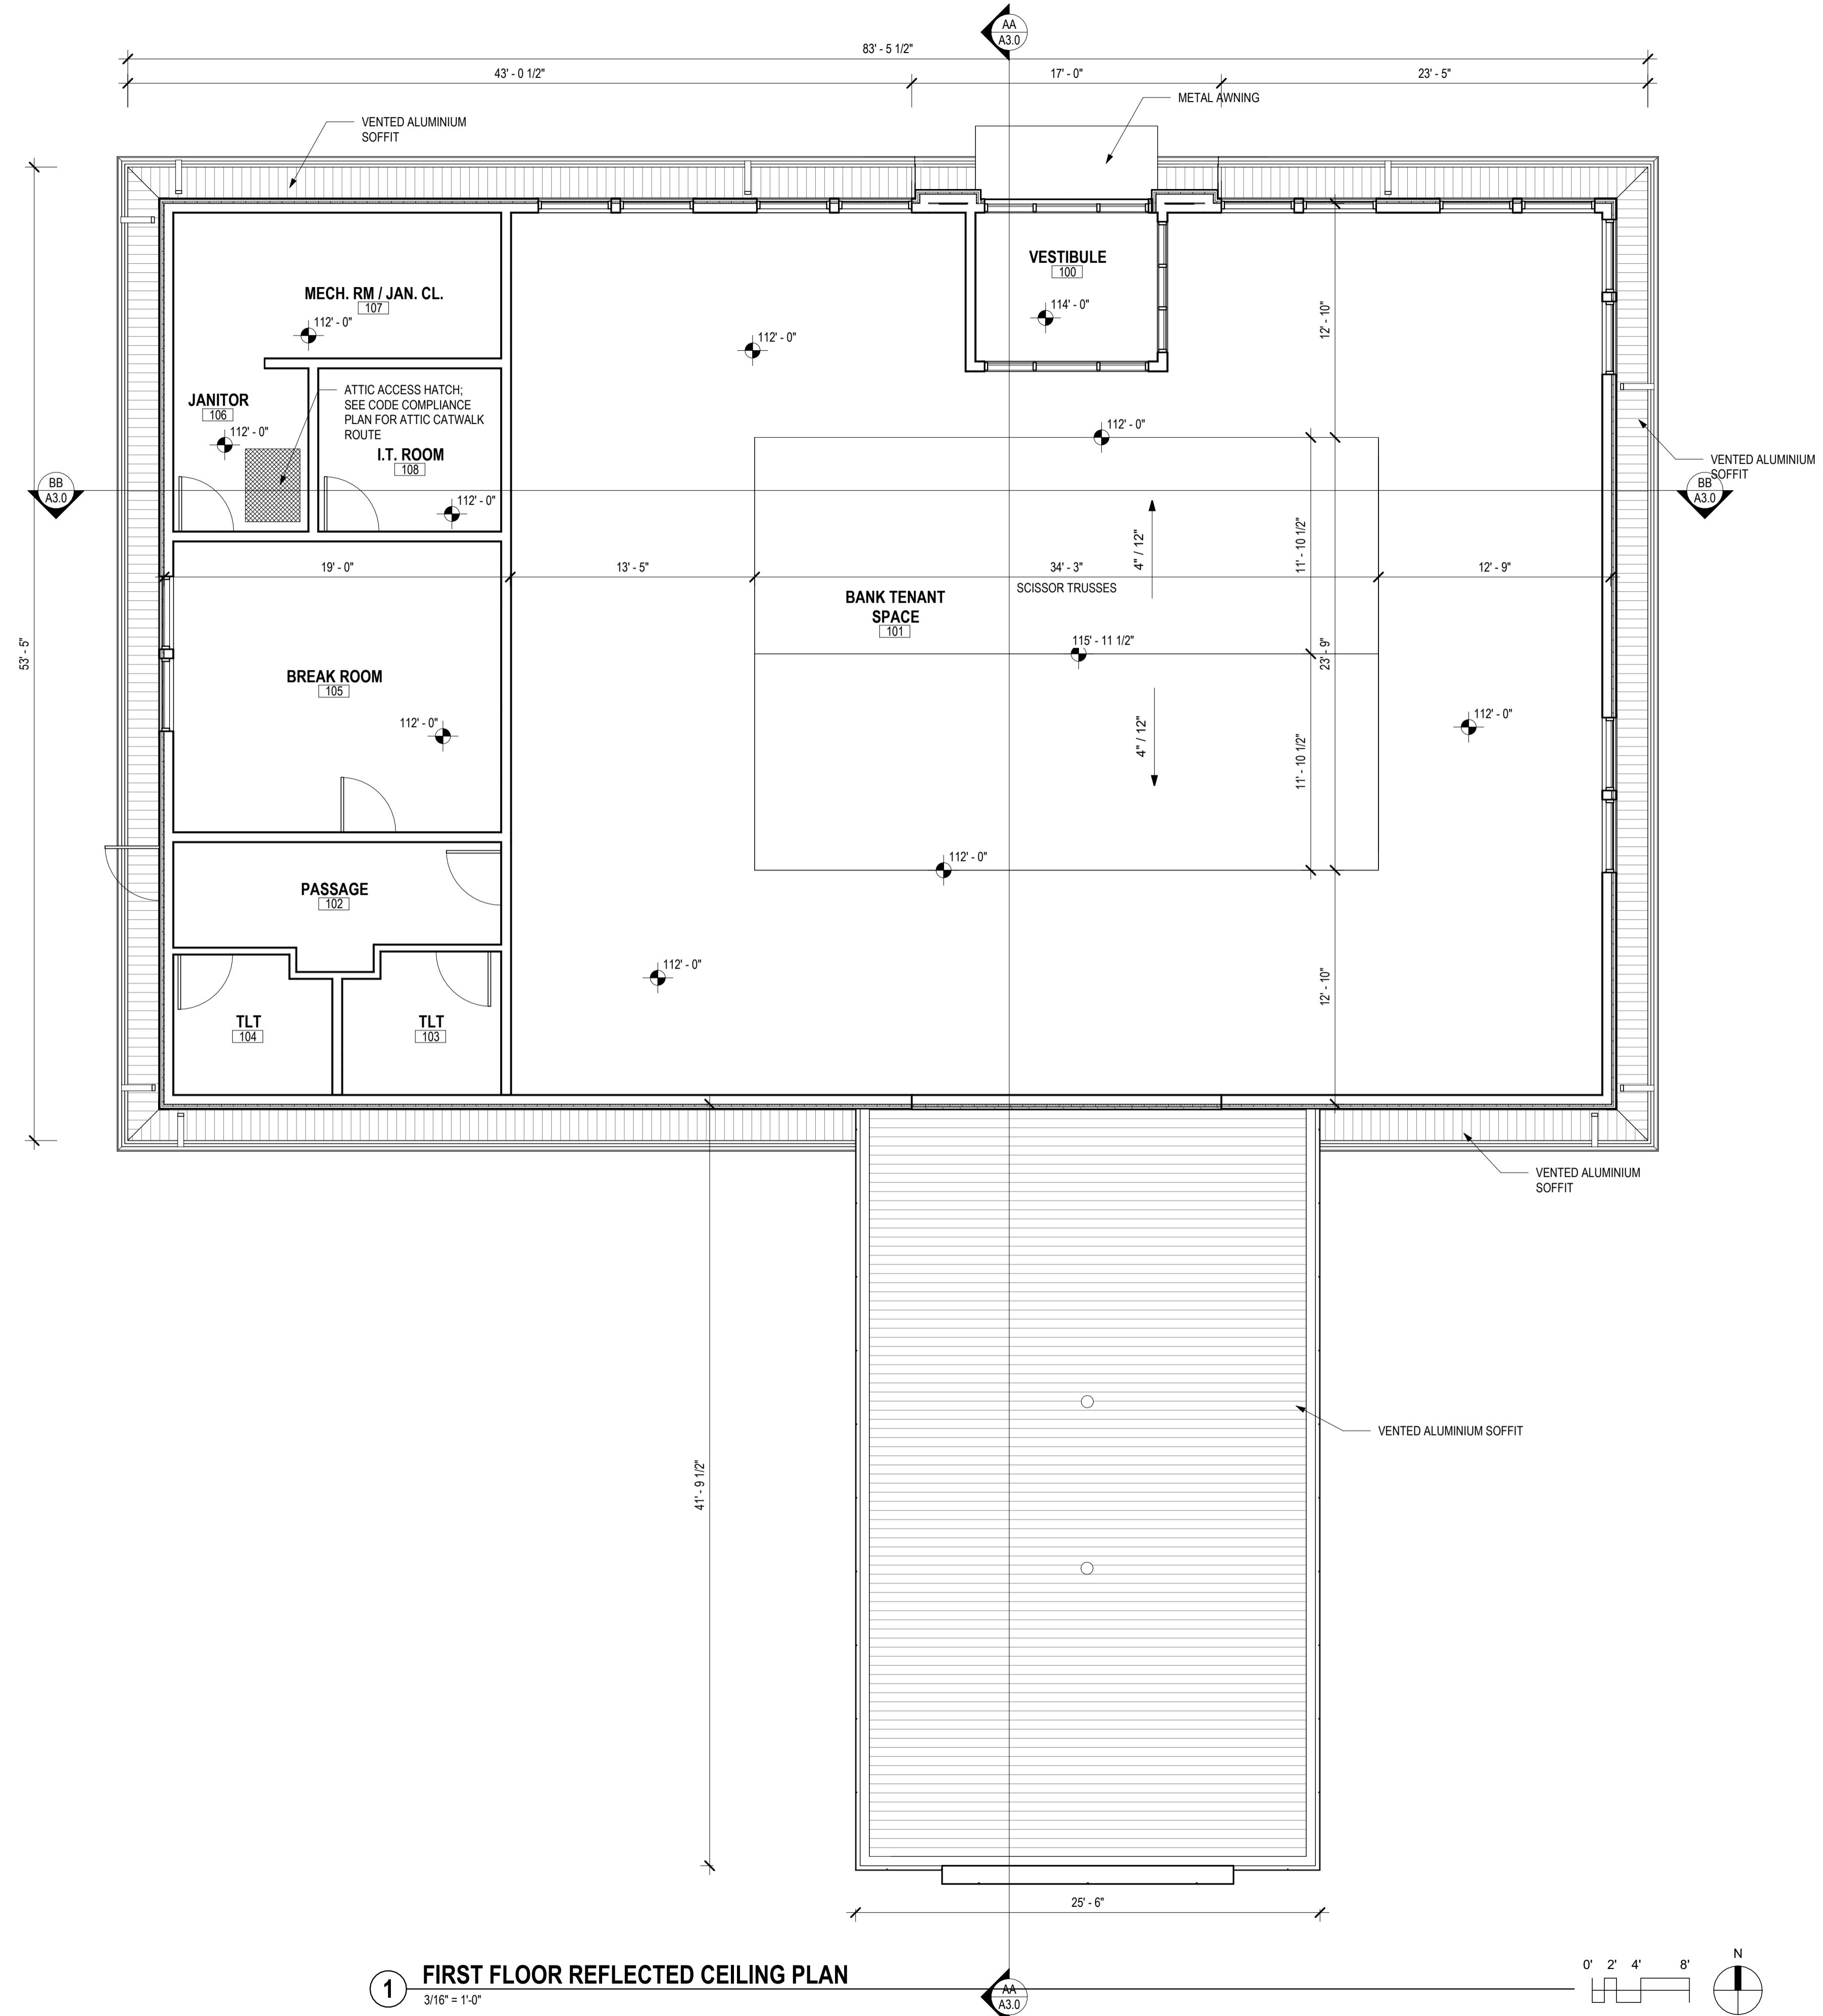 AA
A3.0
83' - 5 1/2"
43' - 0 1/2"
17' - 0"
23' - 5"
METAL AWNING
VENTED ALUMINIUM
SOFFIT
VESTIBULE
100
114' - 0"
MECH. RM / JAN. CL.
107
112' - 0"
112' - 0"
12' - 10"
ATTIC ACCESS HATCH;
SEE CODE COMPLIANCE
PLAN FOR ATTIC CATWALK
ROUTE
JANITOR
106
112' - 0"
I.T. ROOM
108
112' - 0"
112' - 0"
VENTED ALUMINIUM
SOFFIT
BB
A3.0
BB
A3.0
4" / 12"
11' - 10 1/2"
19' - 0"
13' - 5"
34' - 3"
12' - 9"
SCISSOR TRUSSES
BANK TENANT
SPACE
101
115' - 11 1/2"
23' - 9"
53' - 5"
BREAK ROOM
105
112' - 0"
112' - 0"
4" / 12"
11' - 10 1/2"
112' - 0"
PASSAGE
102
112' - 0"
12' - 10"
TLT
104
TLT
103
VENTED ALUMINIUM
SOFFIT
VENTED ALUMINIUM SOFFIT
41' - 9 1/2"
25' - 6"
1
FIRST FLOOR REFLECTED CEILING PLAN
3/16" = 1'-0"
AA
A3.0
0' 2' 4' 8'
N